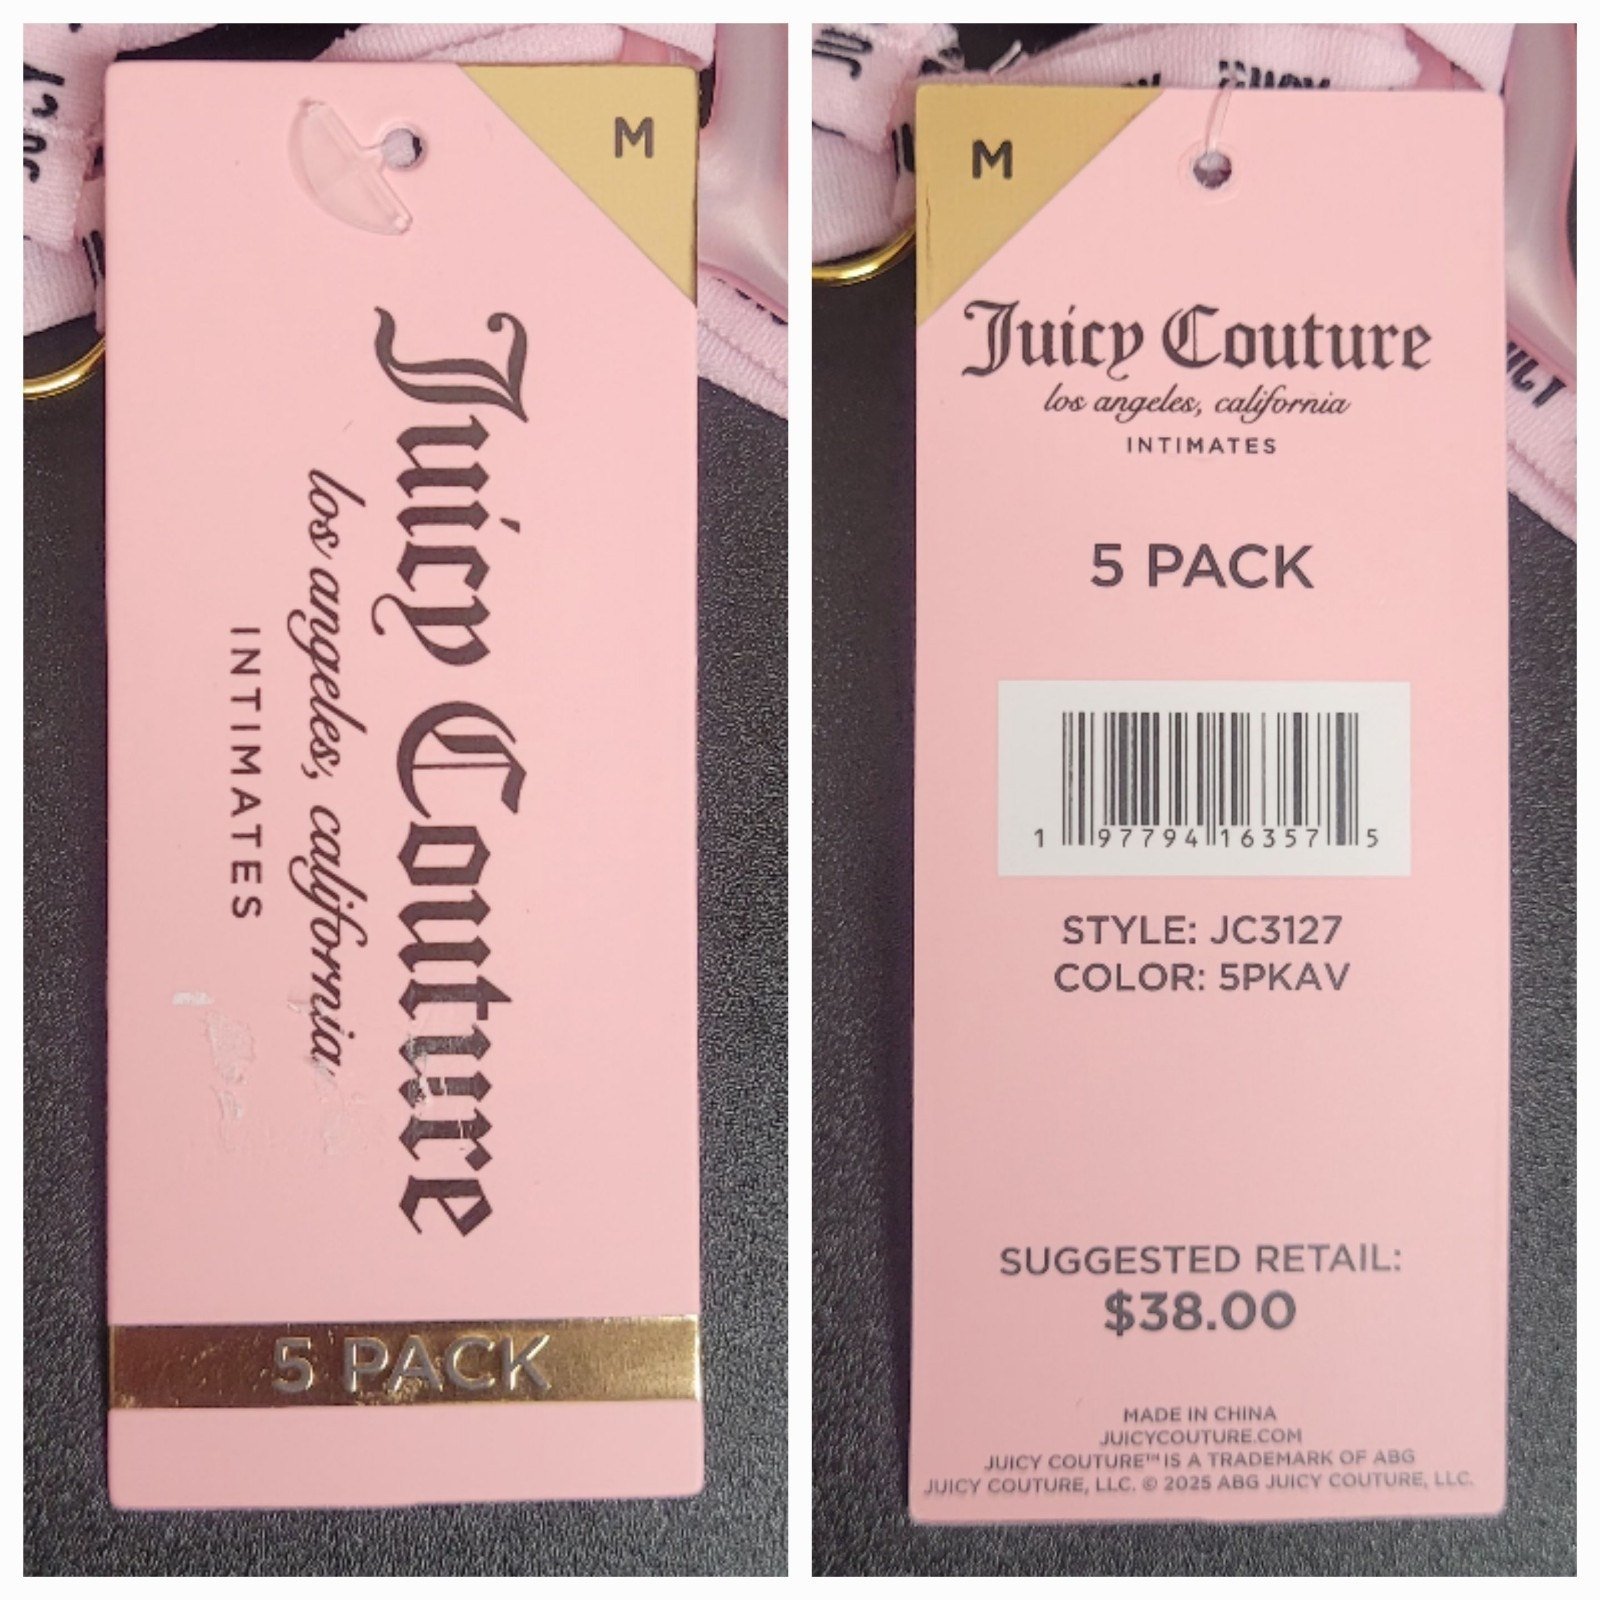 M
Juicy Couture
los angeles, california
INTIMATES
5 PACK
M
Juicy Couture
los angeles, california
INTIMATES
5 PACK
1 97794 16357 5
STYLE: JC3127
COLOR: 5PKAV
SUGGESTED RETAIL:
$38.00
MADE IN CHINA
JUICYCOUTURE.COM
JUICY COUTURE™ IS A TRADEMARK OF ABG
JUICY COUTURE, LLC. © 2025 ABG JUICY COUTURE, LLC.